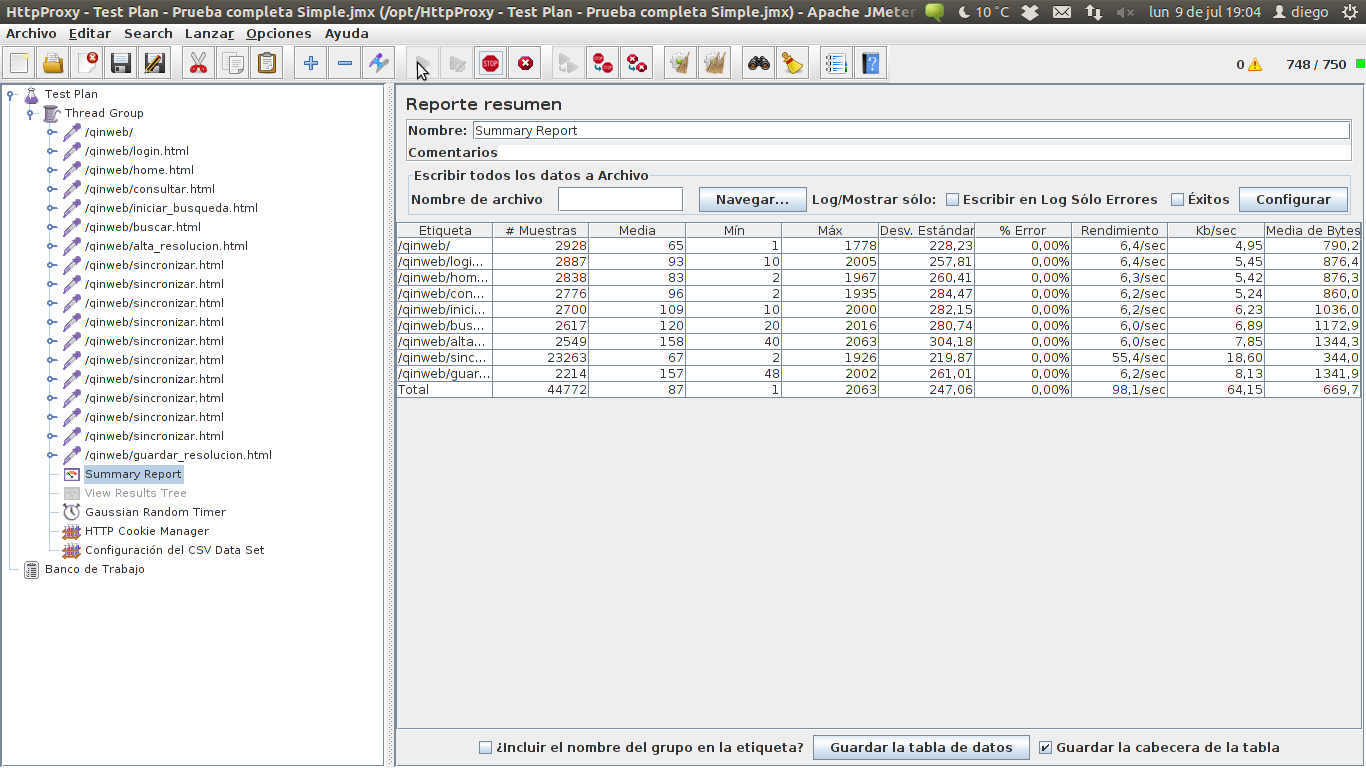 HttpProxy - Test Plan - Prueba completa Simple.jmx (/opt/HttpProxy - Test Plan - Prueba completa Simple.jmx) - Apache JMeter 10 °C lun 9 de jul 19:04 diego
Archivo Editar Search Lanzar Opciones Ayuda
STOP 0 748 / 750
Test Plan
Thread Group
/qinweb/
/qinweb/login.html
/qinweb/home.html
/qinweb/consultar.html
/qinweb/iniciar_busqueda.html
/qinweb/buscar.html
/qinweb/alta_resolucion.html
/qinweb/sincronizar.html
/qinweb/sincronizar.html
/qinweb/sincronizar.html
/qinweb/sincronizar.html
/qinweb/sincronizar.html
/qinweb/sincronizar.html
/qinweb/sincronizar.html
/qinweb/sincronizar.html
/qinweb/sincronizar.html
/qinweb/sincronizar.html
/qinweb/guardar_resolucion.html
Summary Report
View Results Tree
Gaussian Random Timer
HTTP Cookie Manager
Configuración del CSV Data Set
Banco de Trabajo
Reporte resumen
Nombre: Summary Report
Comentarios
Escribir todos los datos a Archivo
Nombre de archivo Navegar... Log/Mostrar sólo: Escribir en Log Sólo Errores Éxitos Configurar
Etiqueta # Muestras Media Mín Máx Desv. Estándar % Error Rendimiento Kb/sec Media de Bytes
/qinweb/ 2928 65 1 1778 228,23 0,00% 6,4/sec 4,95 790,2
/qinweb/logi... 2887 93 10 2005 257,81 0,00% 6,4/sec 5,45 876,4
/qinweb/hom... 2838 83 2 1967 260,41 0,00% 6,3/sec 5,42 876,3
/qinweb/con... 2776 96 2 1935 284,47 0,00% 6,2/sec 5,24 860,0
/qinweb/inici... 2700 109 10 2000 282,15 0,00% 6,2/sec 6,23 1036,0
/qinweb/bus... 2617 120 20 2016 280,74 0,00% 6,0/sec 6,89 1172,9
/qinweb/alta... 2549 158 40 2063 304,18 0,00% 6,0/sec 7,85 1344,3
/qinweb/sinc... 23263 67 2 1926 219,87 0,00% 55,4/sec 18,60 344,0
/qinweb/guar... 2214 157 48 2002 261,01 0,00% 6,2/sec 8,13 1341,9
Total 44772 87 1 2063 247,06 0,00% 98,1/sec 64,15 669,7
¿Incluir el nombre del grupo en la etiqueta? Guardar la tabla de datos Guardar la cabecera de la tabla